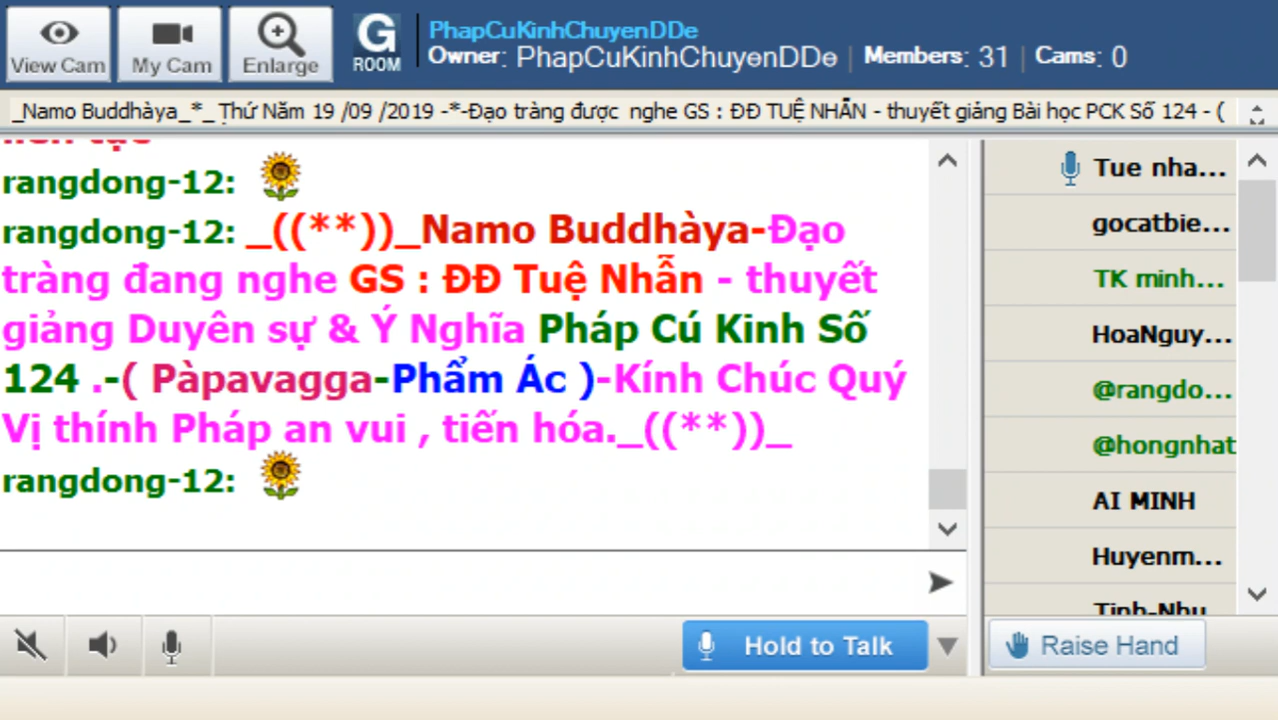 View Cam
My Cam
Enlarge
G
ROOM
PhapCuKinhChuyenDDe
Owner: PhapCuKinhChuyenDDe | Members: 31 | Cams: 0
_Namo Buddhàya_*_ Thứ Năm 19 /09 /2019 -*-Đạo tràng được nghe GS : ĐĐ TUỆ NHẪN - thuyết giảng Bài học PCK Số 124 - (
liên tục
rangdong-12:
rangdong-12: _((**))_Namo Buddhàya-Đạo
tràng đang nghe GS : ĐĐ Tuệ Nhẫn - thuyết
giảng Duyên sự & Ý Nghĩa Pháp Cú Kinh Số
124 .-( Pàpavagga-Phẩm Ác )-Kính Chúc Quý
Vị thính Pháp an vui , tiến hóa._((**))_
rangdong-12:
Hold to Talk
Tue nha...
gocatbie...
TK minh...
HoaNguy...
@rangdo...
@hongnhat
AI MINH
Huyenm...
Tinh-Nhu
Raise Hand